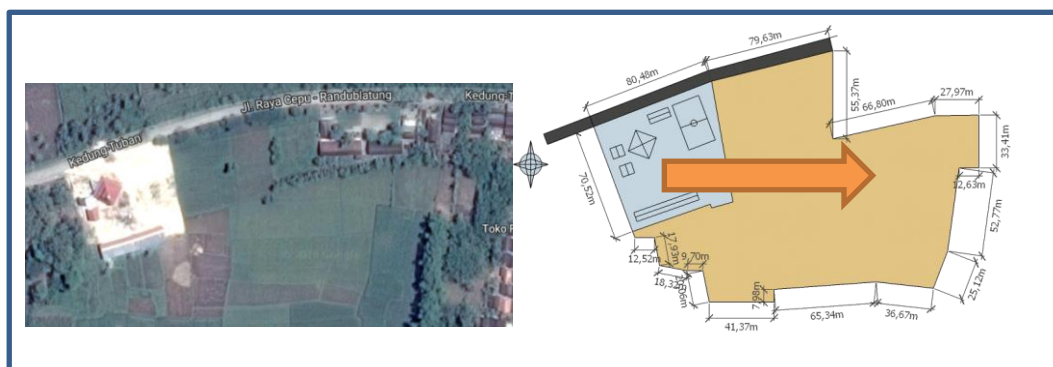 Jl. Raya Cepu - Randublatung
Kedung-Tuban
Toko
79,63m
80,48m
55,37m
66,80m
27,97m
33,41m
12,63m
52,77m
25,12m
36,67m
65,34m
7,98m
41,37m
18,32m
9,70m
17,93m
12,52m
70,52m